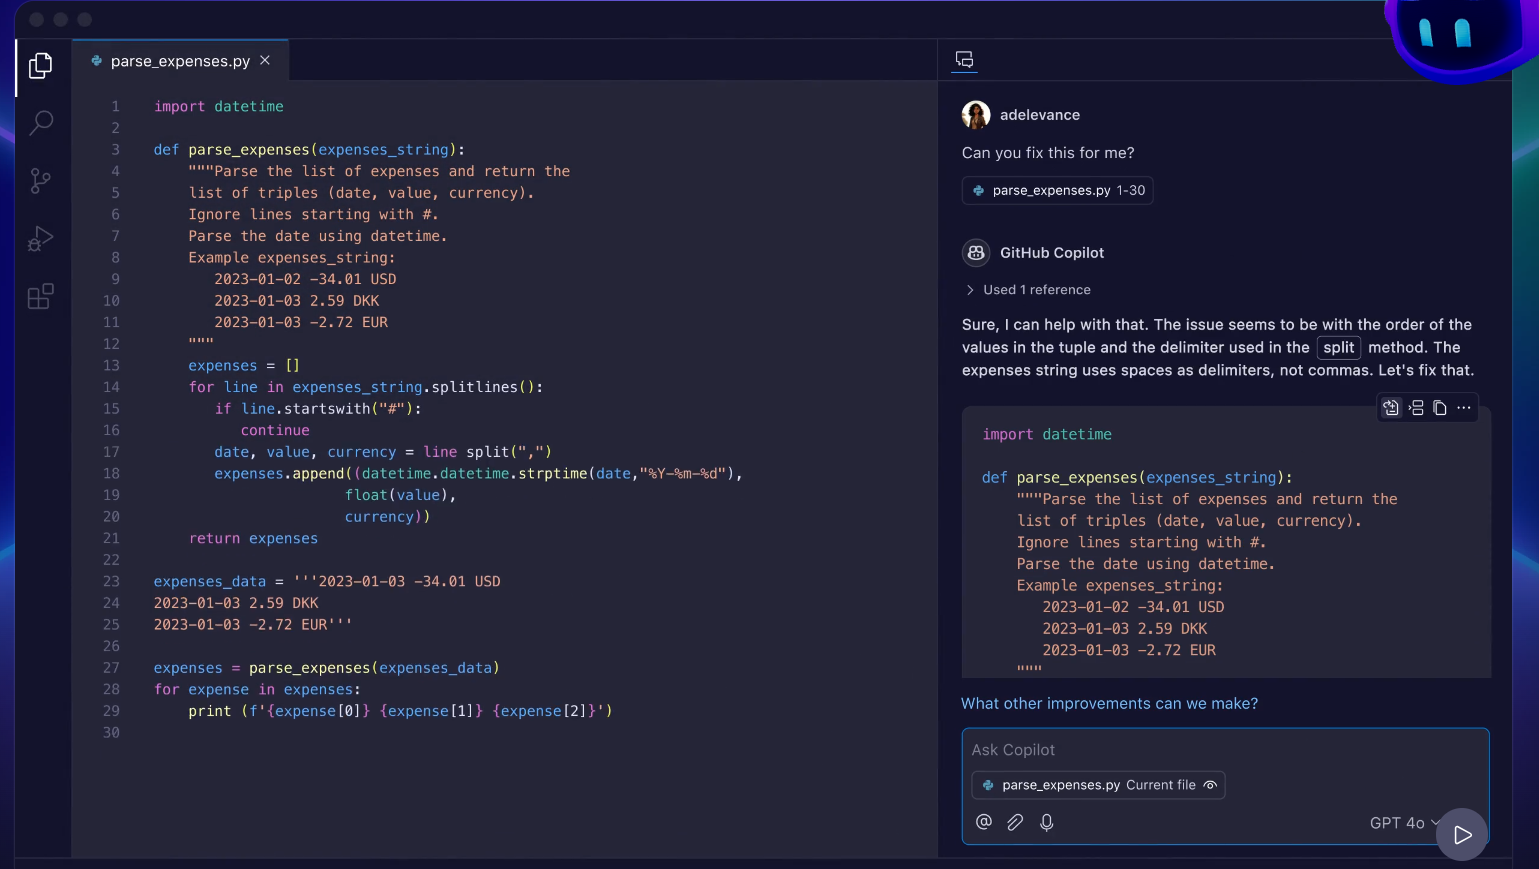 parse_expenses.py
1 import datetime
2
3 def parse_expenses(expenses_string):
4 """Parse the list of expenses and return the
5 list of triples (date, value, currency).
6 Ignore lines starting with #.
7 Parse the date using datetime.
8 Example expenses_string:
9 2023-01-02 -34.01 USD
10 2023-01-03 2.59 DKK
11 2023-01-03 -2.72 EUR
12 """
13 expenses = []
14 for line in expenses_string.splitlines():
15 if line.startswith("#"):
16 continue
17 date, value, currency = line split(",")
18 expenses.append((datetime.datetime.strptime(date,"%Y-%m-%d"),
19 float(value),
20 currency))
21 return expenses
22
23 expenses_data = '''2023-01-03 -34.01 USD
24 2023-01-03 2.59 DKK
25 2023-01-03 -2.72 EUR'''
26
27 expenses = parse_expenses(expenses_data)
28 for expense in expenses:
29 print (f'{expense[0]} {expense[1]} {expense[2]}')
30
adelevance
Can you fix this for me?
parse_expenses.py 1-30
GitHub Copilot
Used 1 reference
Sure, I can help with that. The issue seems to be with the order of the
values in the tuple and the delimiter used in the split method. The
expenses string uses spaces as delimiters, not commas. Let's fix that.
import datetime
def parse_expenses(expenses_string):
"""Parse the list of expenses and return the
list of triples (date, value, currency).
Ignore lines starting with #.
Parse the date using datetime.
Example expenses_string:
2023-01-02 -34.01 USD
2023-01-03 2.59 DKK
2023-01-03 -2.72 EUR
"""
What other improvements can we make?
Ask Copilot
parse_expenses.py Current file
GPT 4o